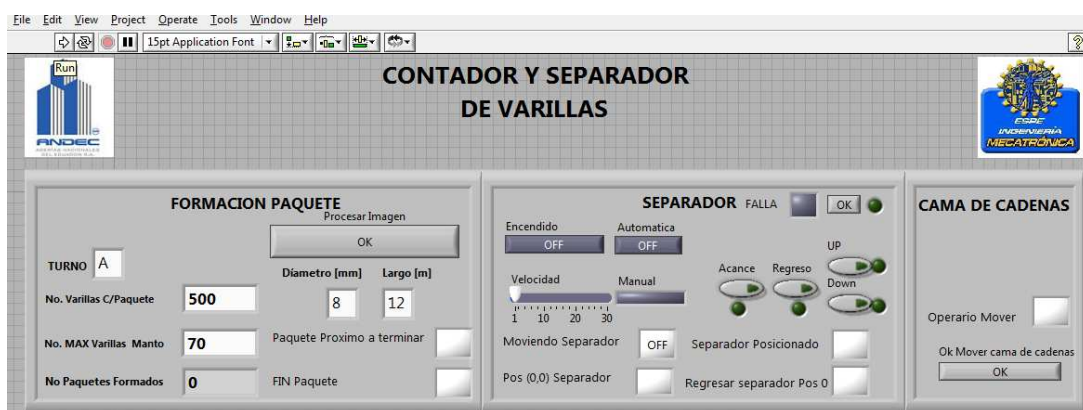 File Edit View Project Operate Tools Window Help
15pt Application Font
Run
CONTADOR Y SEPARADOR
DE VARILLAS
ANDEC
ESPE
INGENIERÍA
MECATRÓNICA
FORMACION PAQUETE
Procesar Imagen
OK
TURNO A
Díametro [mm] Largo [m]
No. Varillas C/Paquete 500 8 12
No. MAX Varillas Manto 70 Paquete Proximo a terminar
No Paquetes Formados 0 FIN Paquete
SEPARADOR FALLA OK
Encendido Automatica
OFF OFF
UP
Velocidad Manual Acance Regreso
Down
1 10 20 30
Moviendo Separador OFF Separador Posicionado
Pos (0,0) Separador Regresar separador Pos 0
CAMA DE CADENAS
Operario Mover
Ok Mover cama de cadenas
OK